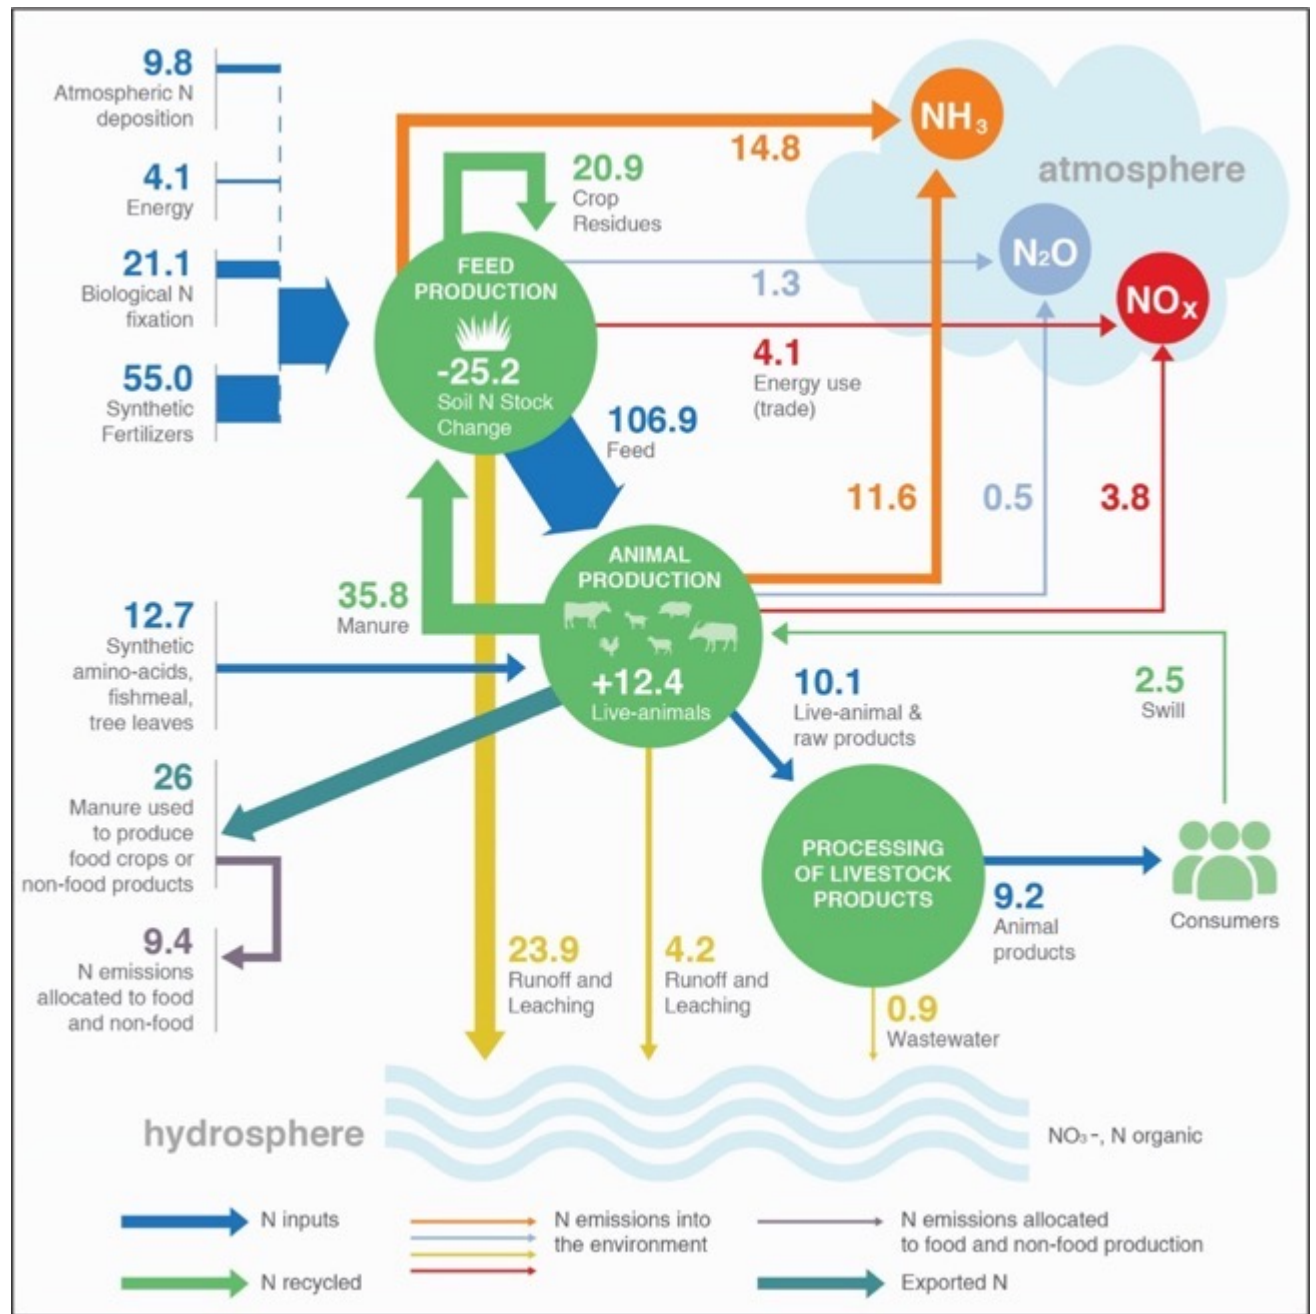 9.8
Atmospheric N
deposition
4.1
Energy
21.1
Biological N
fixation
55.0
Synthetic
Fertilizers
14.8
20.9
Crop
Residues
FEED
PRODUCTION
-25.2
Soil N Stock
Change
NH3
atmosphere
N2O
NOx
1.3
4.1
Energy use
(trade)
106.9
Feed
11.6
0.5
3.8
ANIMAL
PRODUCTION
+12.4
Live-animals
35.8
Manure
12.7
Synthetic
amino-acids,
fishmeal,
tree leaves
10.1
Live-animal &
raw products
2.5
Swill
26
Manure used
to produce
food crops or
non-food products
9.4
N emissions
allocated to food
and non-food
PROCESSING
OF LIVESTOCK
PRODUCTS
9.2
Animal
products
Consumers
23.9
Runoff and
Leaching
4.2
Runoff and
Leaching
0.9
Wastewater
hydrosphere
NO3-, N organic
N inputs
N recycled
N emissions into
the environment
N emissions allocated
to food and non-food production
Exported N